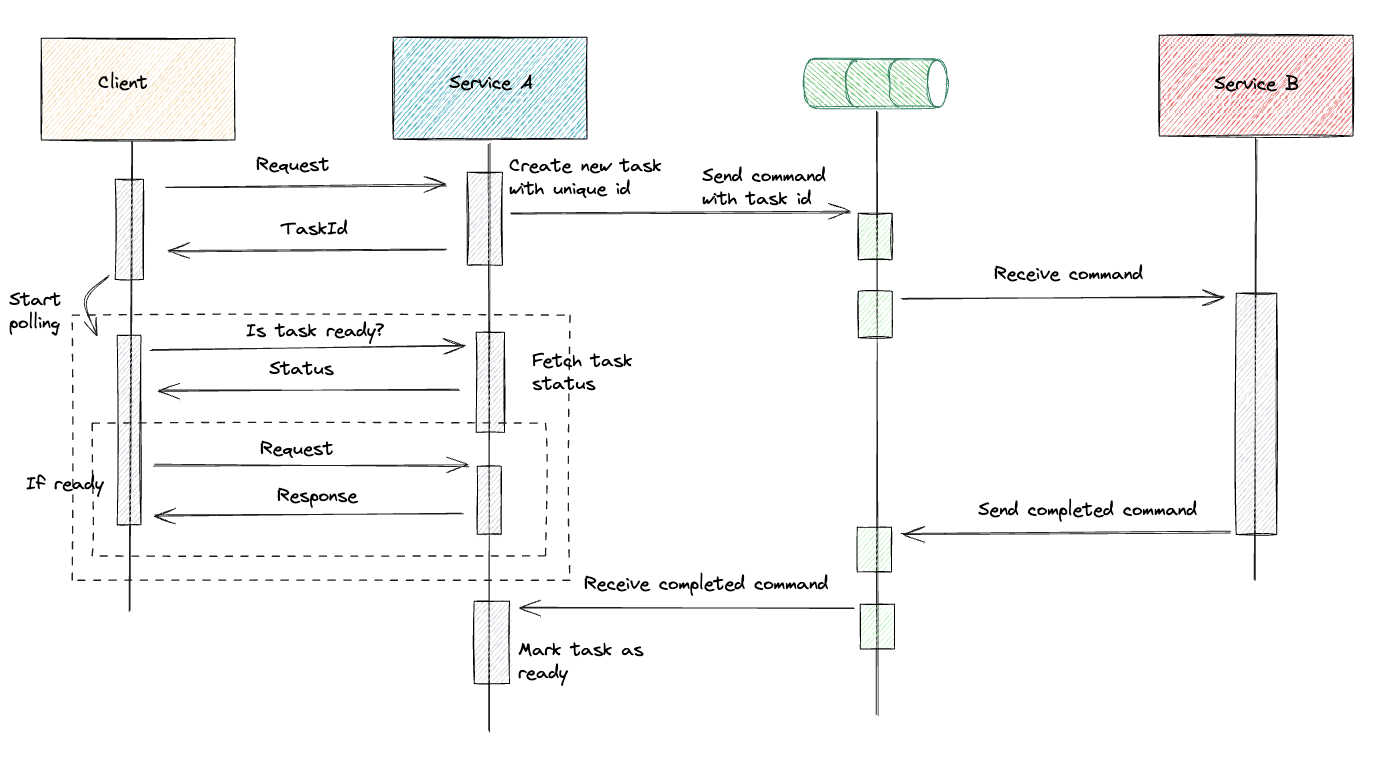 Client
Service A
Service B
Request
Create new task
with unique id
Send command
with task id
TaskId
Receive command
Start
polling
Is task ready?
Fetch task
status
Status
Request
If ready
Response
Send completed command
Receive completed command
Mark task as
ready